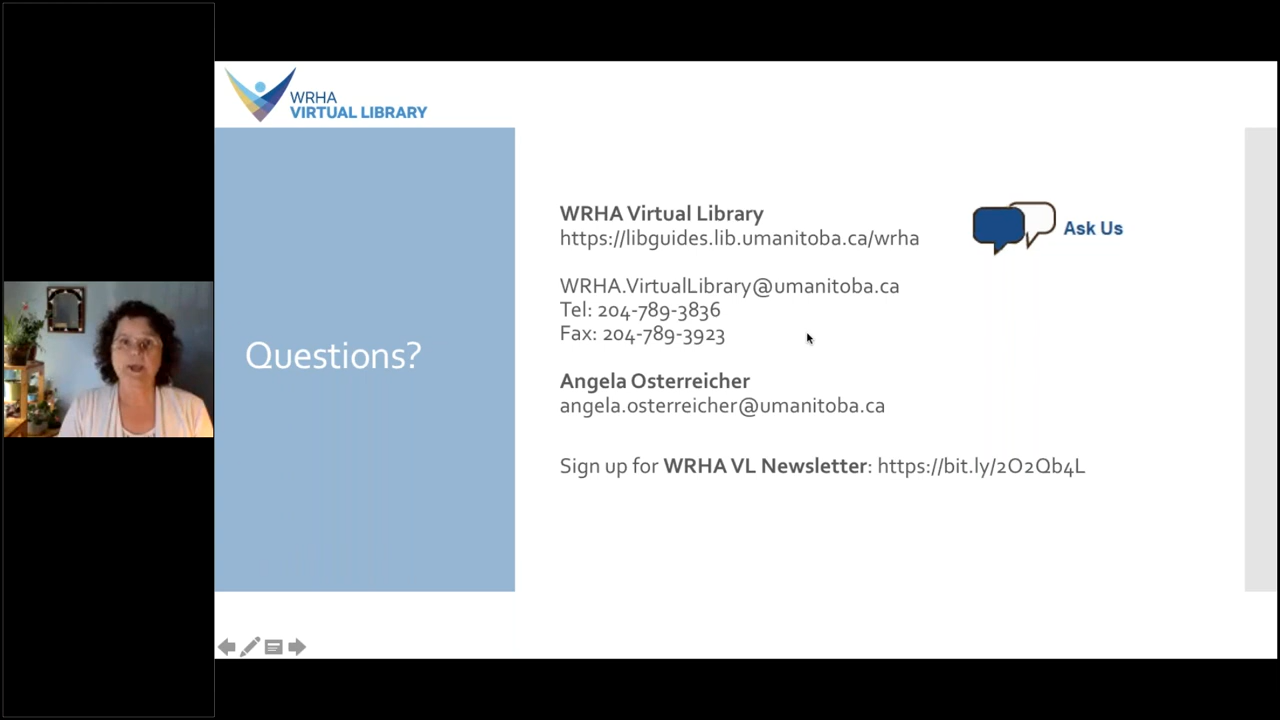 WRHA
VIRTUAL LIBRARY
Questions?
WRHA Virtual Library
https://libguides.lib.umanitoba.ca/wrha
Ask Us
WRHA.VirtualLibrary@umanitoba.ca
Tel: 204-789-3836
Fax: 204-789-3923
Angela Osterreicher
angela.osterreicher@umanitoba.ca
Sign up for WRHA VL Newsletter: https://bit.ly/2O2Qb4L